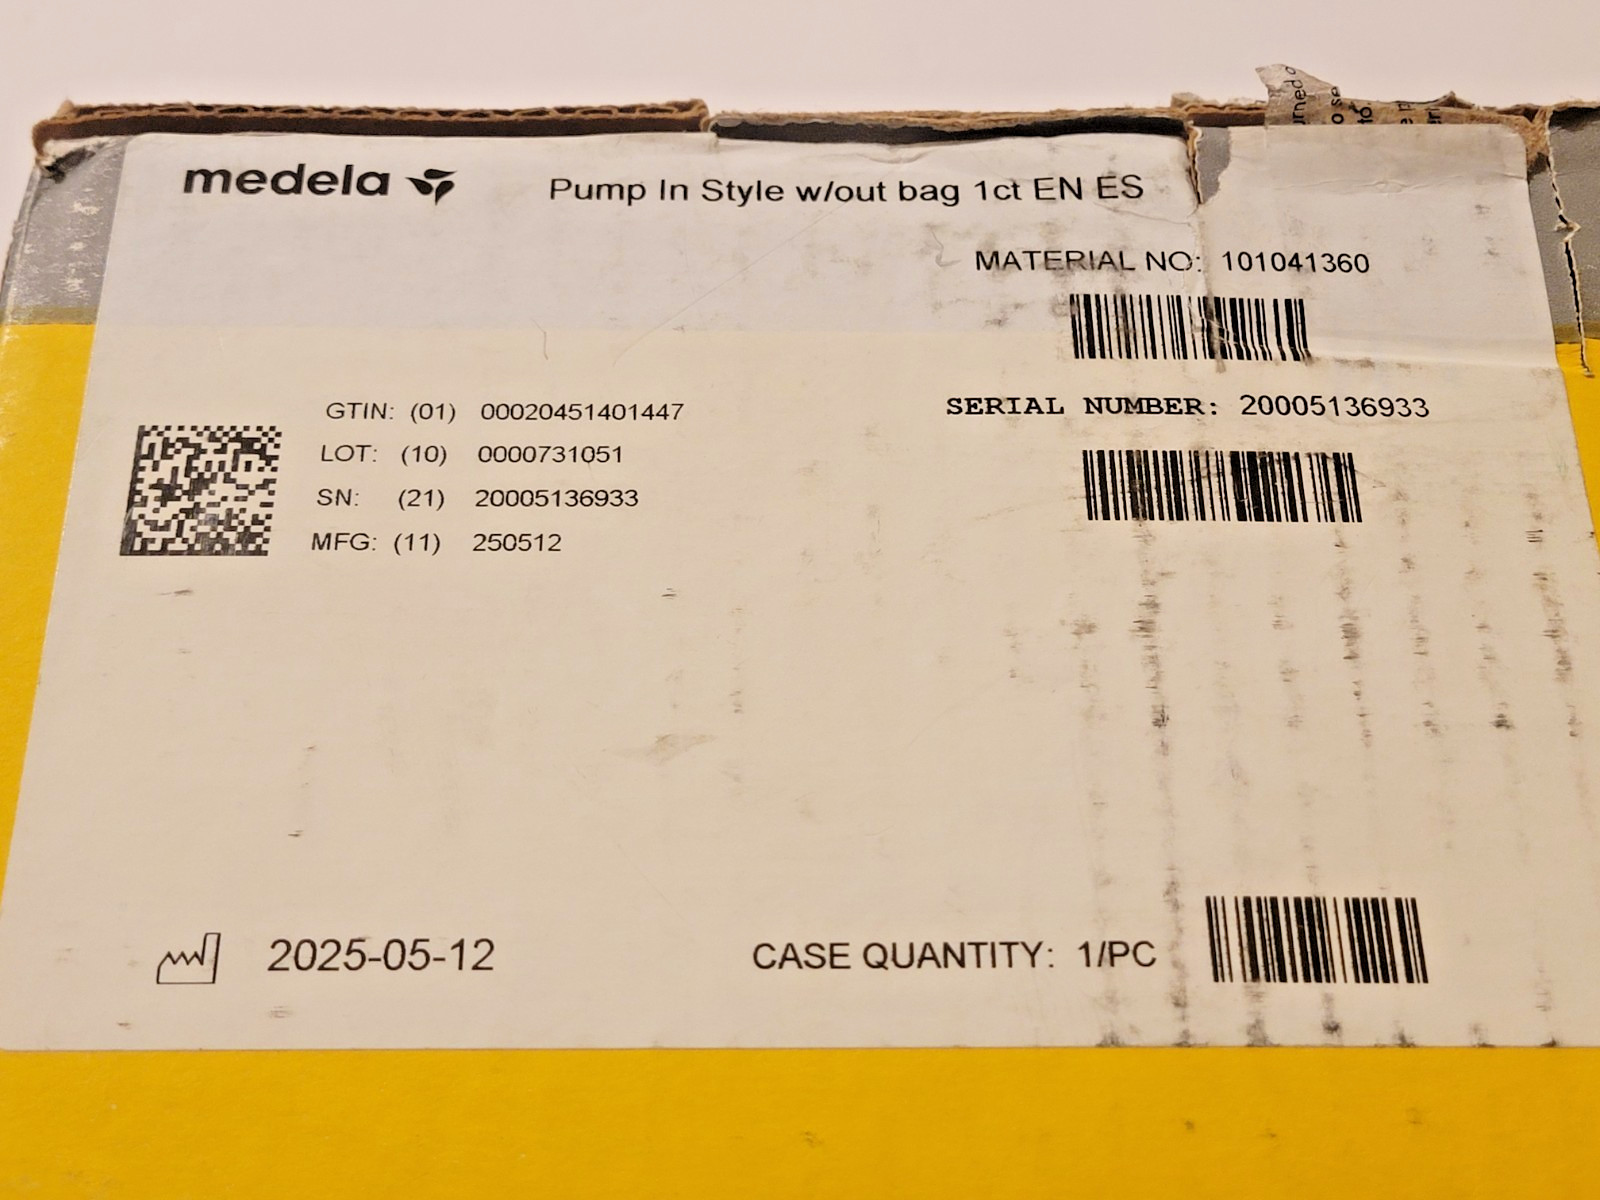 medela
Pump In Style w/out bag 1ct EN ES
MATERIAL NO: 101041360
GTIN: (01) 00020451401447
LOT: (10) 0000731051
SN: (21) 20005136933
MFG: (11) 250512
SERIAL NUMBER: 20005136933
2025-05-12
CASE QUANTITY: 1/PC